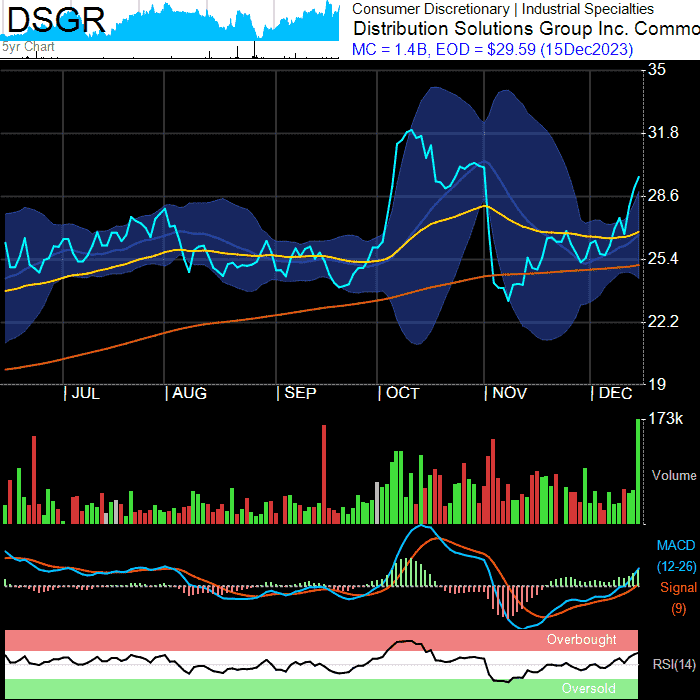 DSGR
5yr Chart
Consumer Discretionary | Industrial Specialties
Distribution Solutions Group Inc. Commo
MC = 1.4B, EOD = $29.59 (15Dec2023)
35
31.8
28.6
25.4
22.2
19
| JUL | AUG | SEP | OCT | NOV | DEC
173k
Volume
MACD
(12-26)
Signal
(9)
Overbought
RSI(14)
Oversold